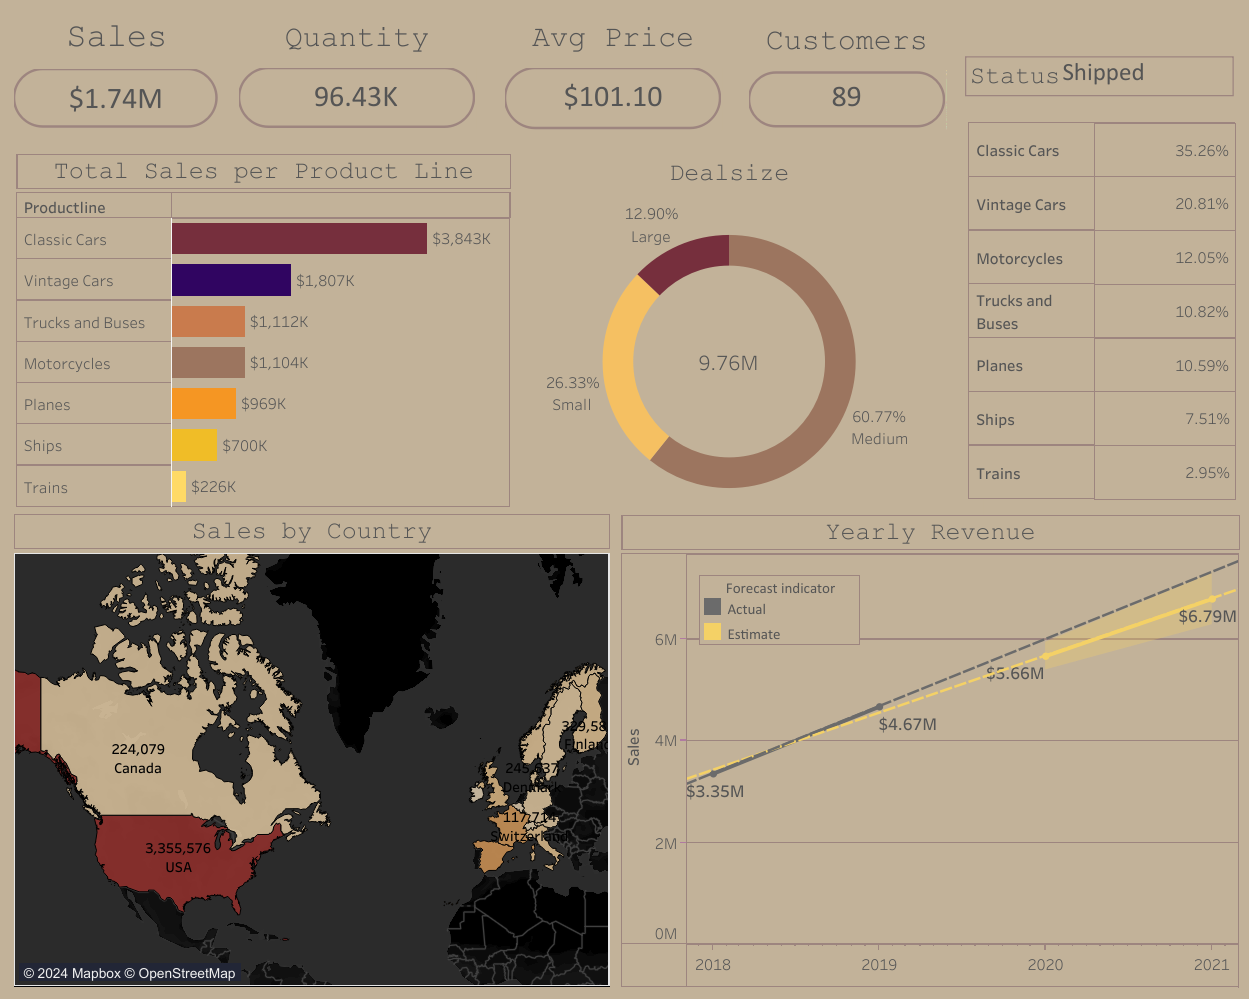 Sales
Quantity
Avg Price
Customers
$1.74M
96.43K
$101.10
89
Status Shipped
Classic Cars 35.26%
Vintage Cars 20.81%
Motorcycles 12.05%
Trucks and
Buses 10.82%
Planes 10.59%
Ships 7.51%
Trains 2.95%
Total Sales per Product Line
Productline
Classic Cars $3,843K
Vintage Cars $1,807K
Trucks and Buses $1,112K
Motorcycles $1,104K
Planes $969K
Ships $700K
Trains $226K
Dealsize
12.90%
Large
26.33%
Small
9.76M
60.77%
Medium
Sales by Country
224,079
Canada
3,355,576
USA
Denmark
117,714
Switzerland
© 2024 Mapbox © OpenStreetMap
Yearly Revenue
Forecast indicator
Actual
Estimate
Sales
6M
4M
2M
0M
$3.35M
$4.67M
$5.66M
$6.79M
2018
2019
2020
2021